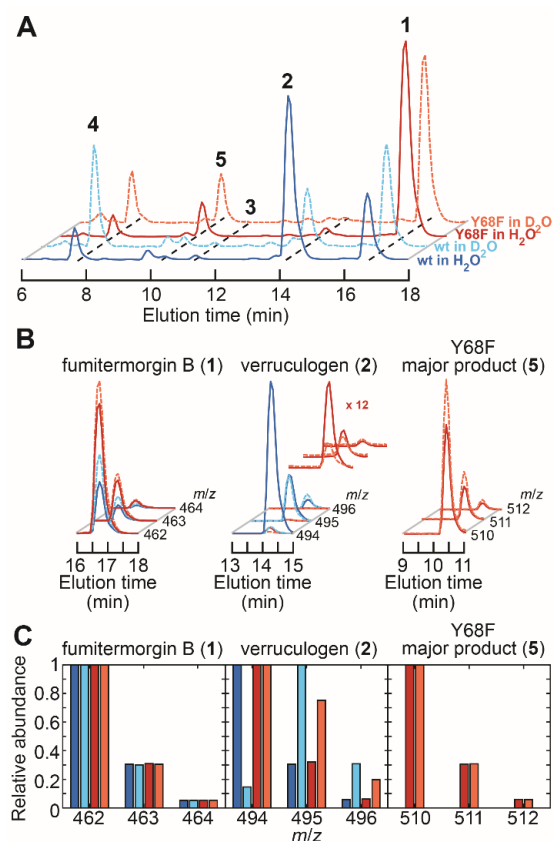 A
1
2
4
5
3
Y68F in D2O
Y68F in H2O
wt in D2O
wt in H2O
6 8 10 12 14 16 18
Elution time (min)
B
fumitermorgin B (1) verruculogen (2) Y68F major product (5)
x 12
m/z m/z m/z
464 496 512
463 495 511
462 494 510
16 17 18 13 14 15 9 10 11
Elution time (min) Elution time (min) Elution time (min)
C
fumitermorgin B (1) verruculogen (2) Y68F major product (5)
Relative abundance
1
0.8
0.6
0.4
0.2
0
462 463 464 494 495 496 510 511 512
m/z